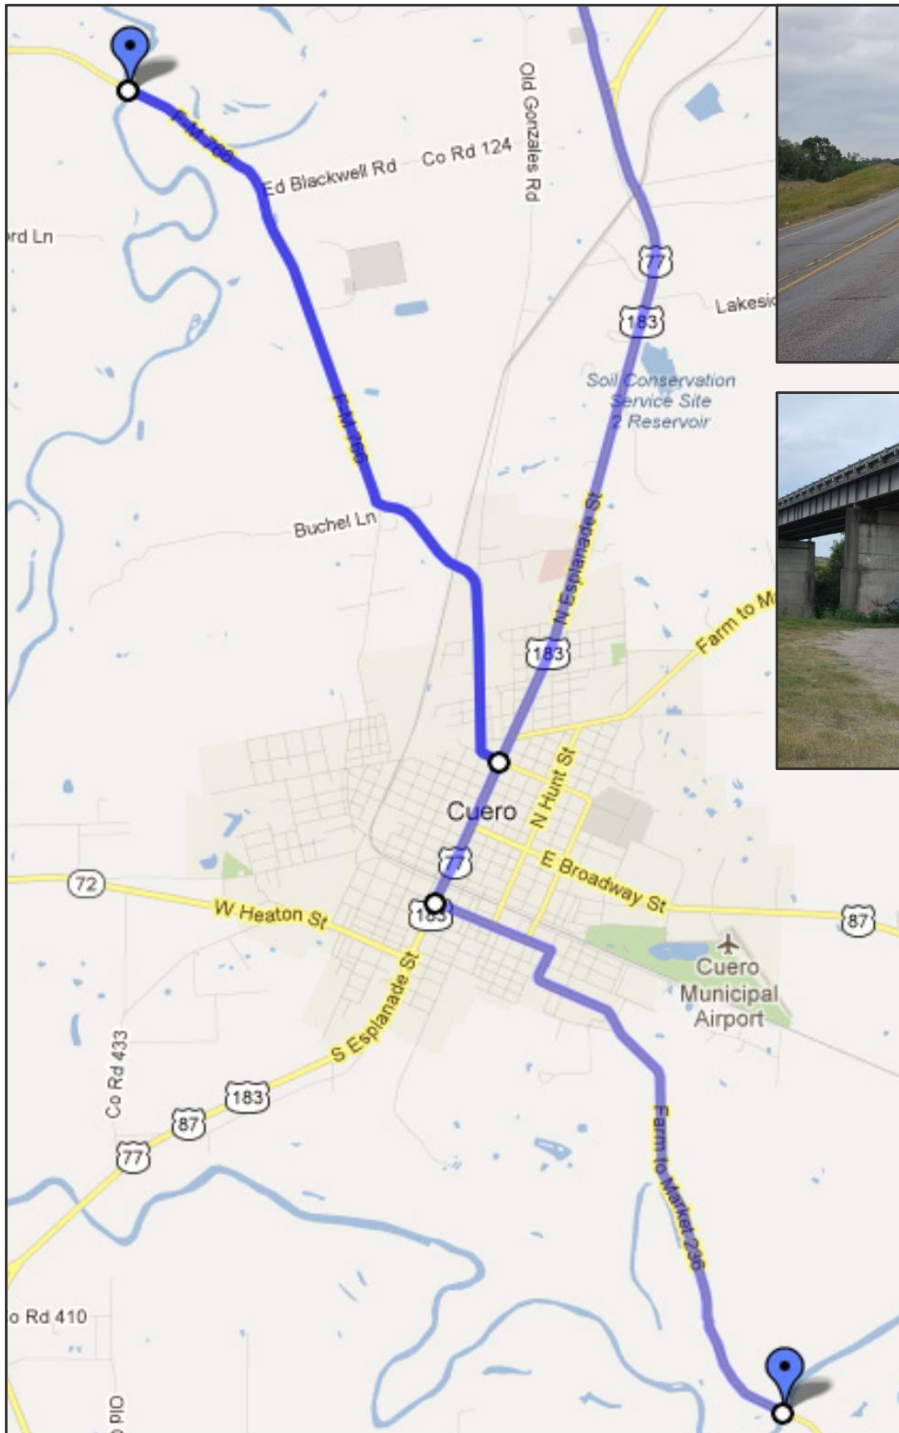 F-M 766
Ed Blackwell Rd
Co Rd 124
Old Gonzales Rd
rd Ln
77
183
Lakesid
Soil Conservation
Service Site
2 Reservoir
F-M 766
Buchel Ln
N Esplanade St
183
Farm to M
N Hunt St
Cuero
77
E Broadway St
72
W Heaton St
183
87
Cuero
Municipal
Airport
S Esplanade St
Co Rd 433
183
87
77
Farm to Market 236
o Rd 410
Old